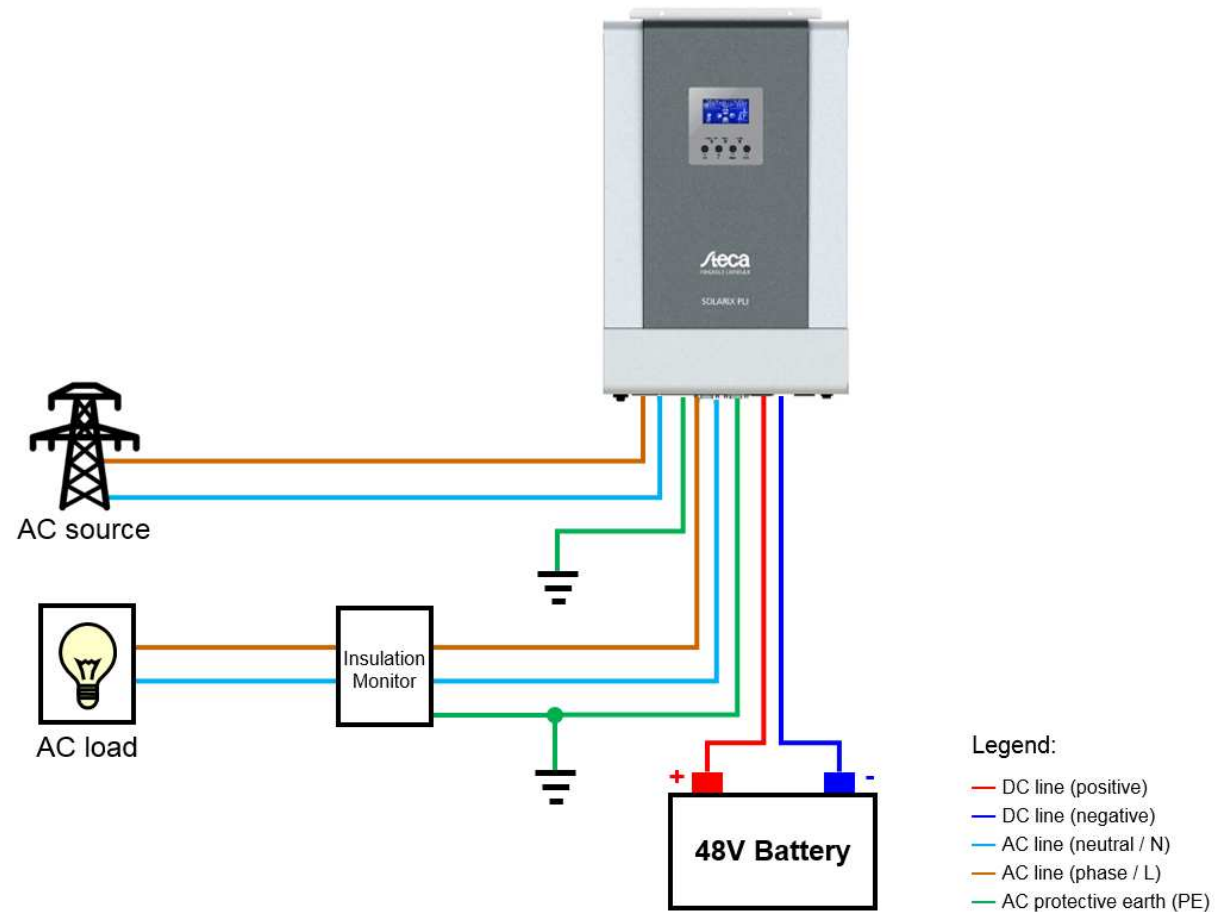 Steca
SOLARIX PLI
AC source
Insulation
Monitor
AC load
+
-
48V Battery
Legend:
DC line (positive)
DC line (negative)
AC line (neutral / N)
AC line (phase / L)
AC protective earth (PE)